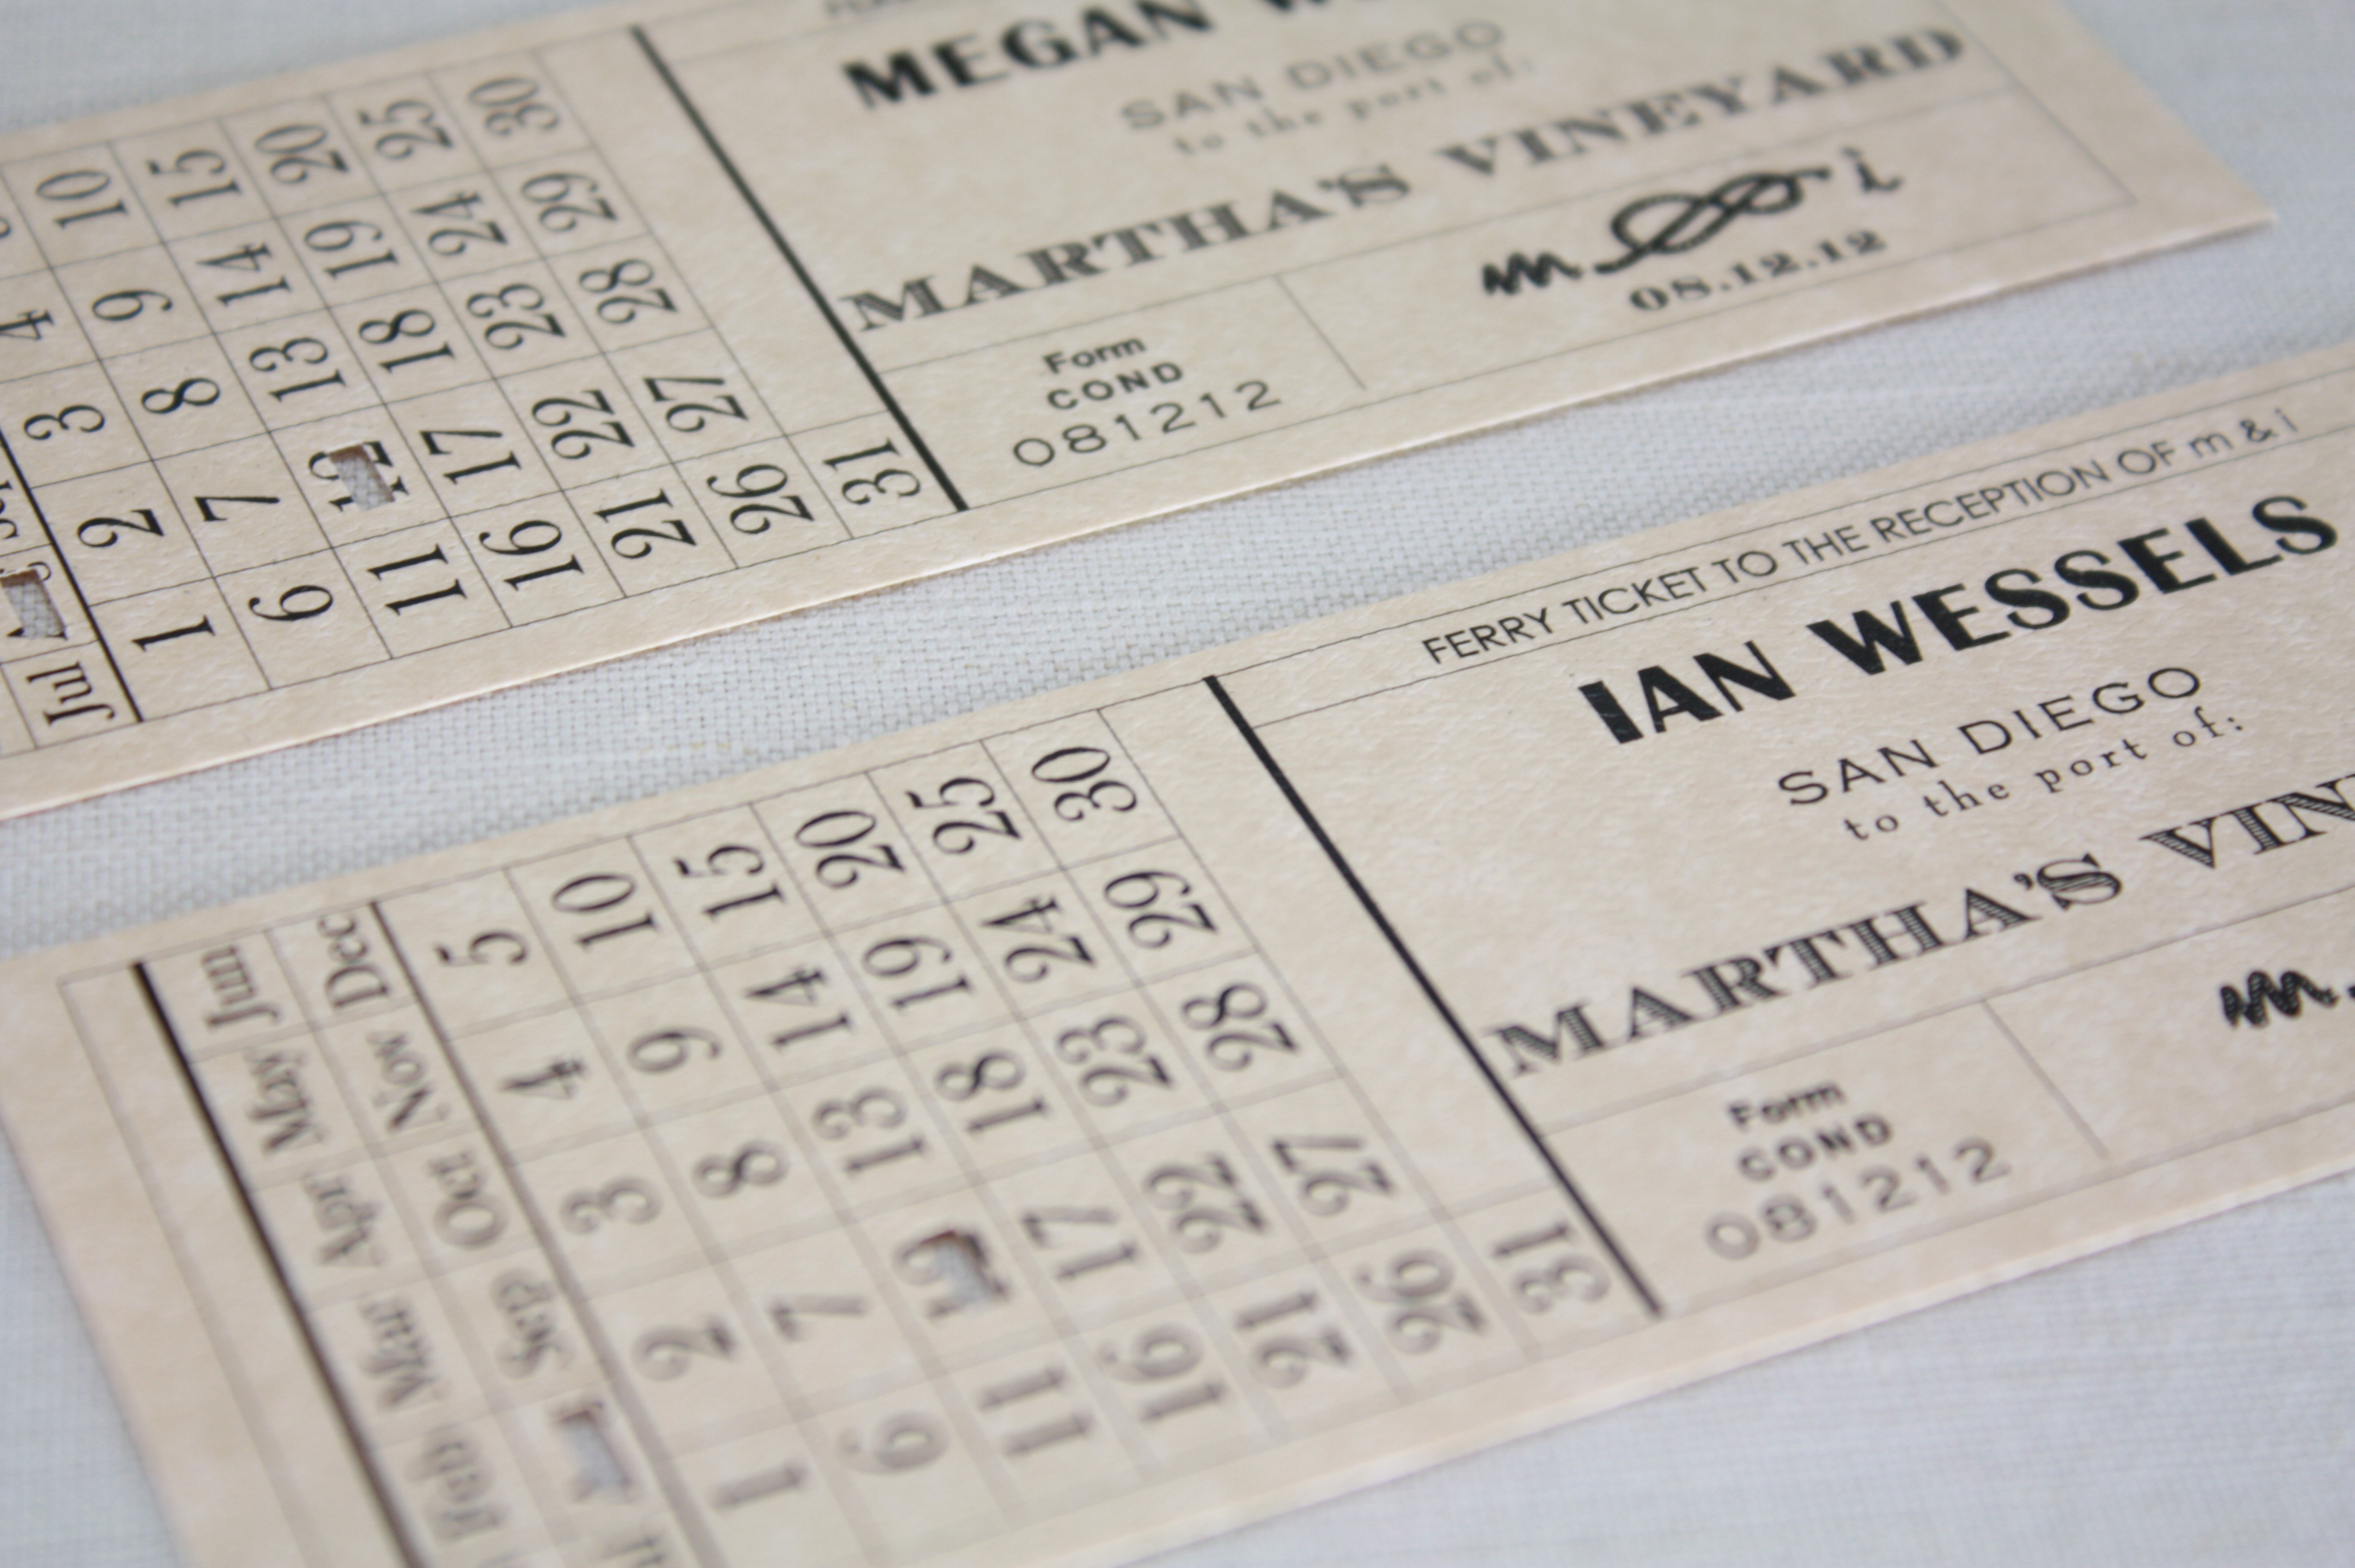 MEGAN
SAN DIEGO
to the port of:
MARTHA'S VINEYARD
Form
COND
081212
m i
08.12.12
10 15 20 25 30
4 9 14 19 24 29
3 8 13 18 23 28
2 7 12 17 22 27
1 6 11 16 21 26 31
Jul
FERRY TICKET TO THE RECEPTION OF m & i
IAN WESSELS
SAN DIEGO
to the port of:
MARTHA'S
Form
COND
081212
m
Jun Dec 5 10 15 20 25 30
May Nov 4 9 14 19 24 29
Apr Oct 3 8 13 18 23 28
Mar Sep 2 7 12 17 22 27
Feb 1 6 11 16 21 26 31